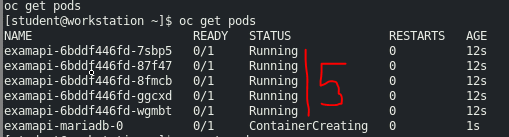 oc get pods
[student@workstation ~]$ oc get pods
NAME READY STATUS RESTARTS AGE
examapi-6bddf446fd-7sbp5 0/1 Running 0 12s
examapi-6bddf446fd-87f47 0/1 Running 0 12s
examapi-6bddf446fd-8fmcb 0/1 Running 0 12s
examapi-6bddf446fd-ggcxd 0/1 Running 0 12s
examapi-6bddf446fd-wgmbt 0/1 Running 0 12s
5
examapi-mariadb-0 0/1 ContainerCreating 0 1s